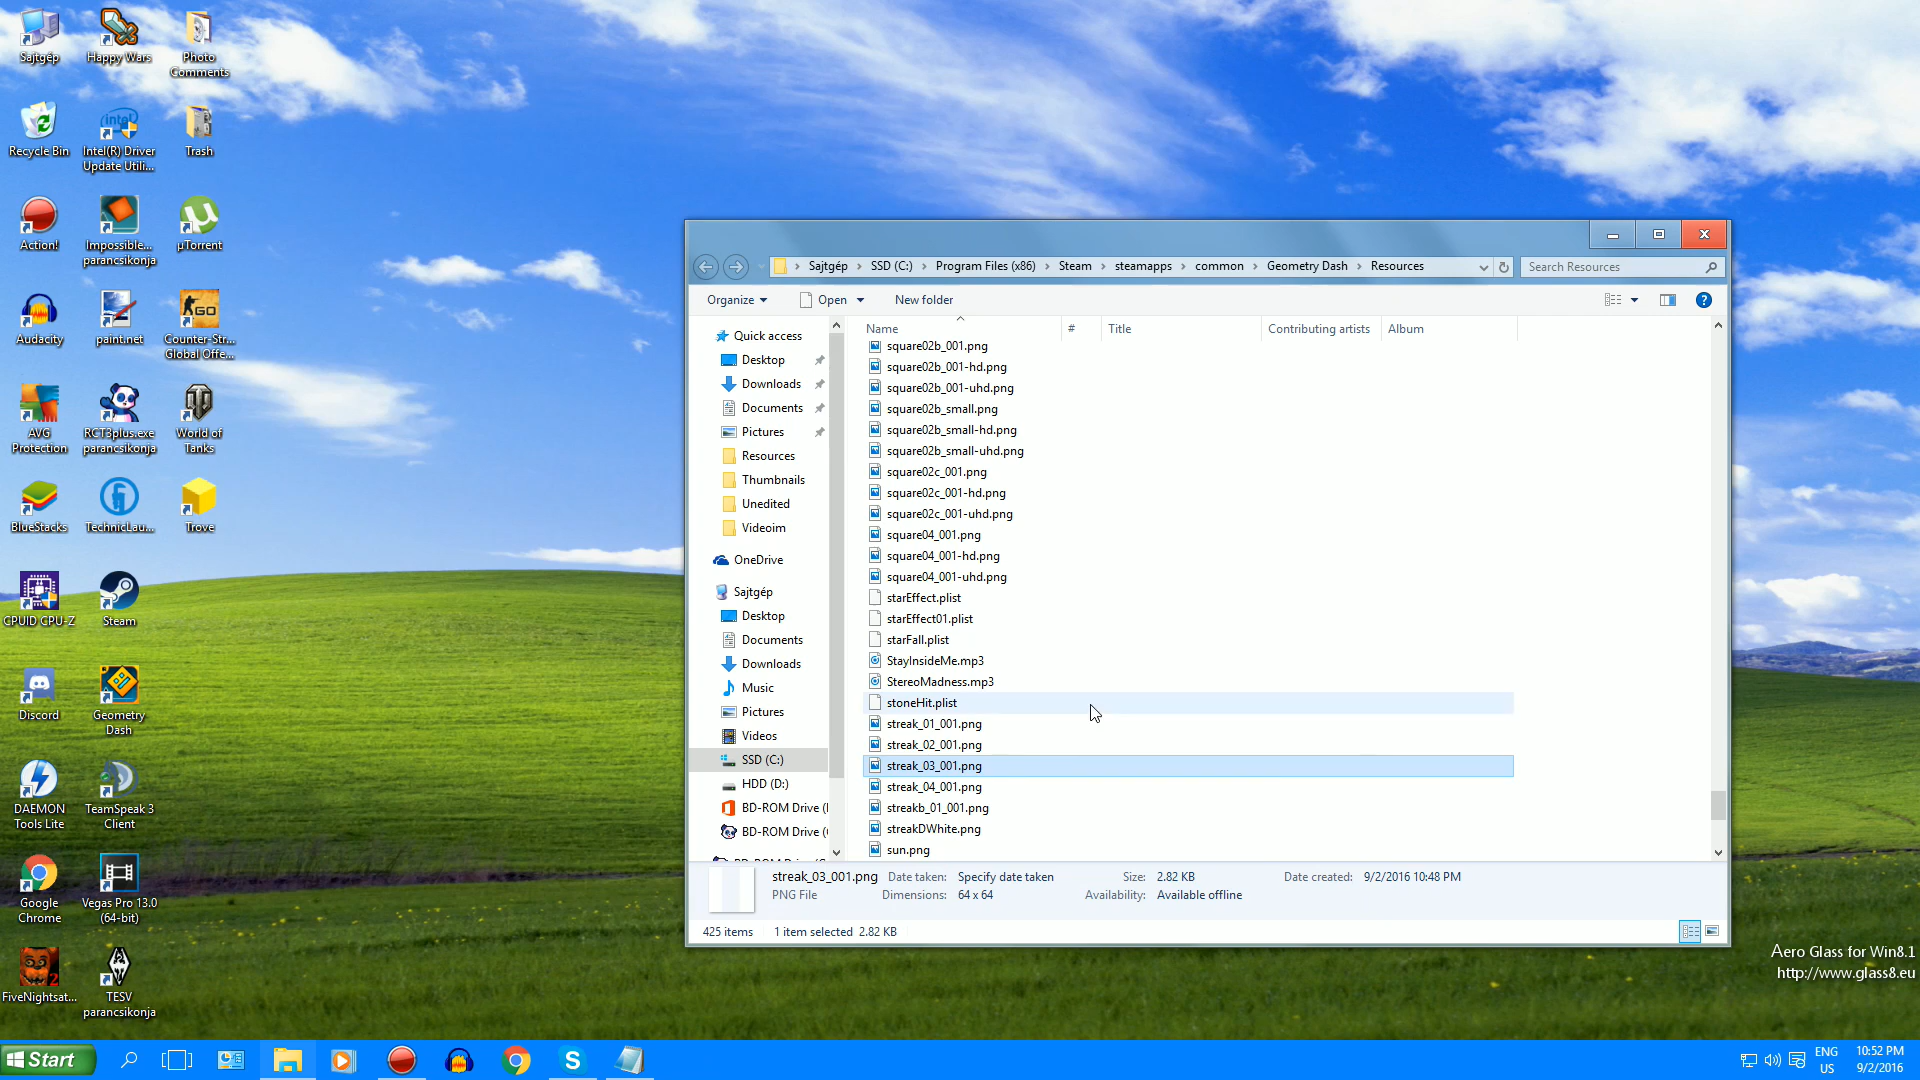 Sajtgép
Happy Wars
Photo
Comments
Recycle Bin
Intel(R) Driver
Update Utili...
Trash
Action!
Impossible...
parancsikonja
µTorrent
Audacity
paint.net
Counter-Str...
Global Offe...
AVG
Protection
RCT3plus.exe
parancsikonja
World of
Tanks
BlueStacks
TechnicLau...
Trove
CPUID CPU-Z
Steam
Discord
Geometry
Dash
DAEMON
Tools Lite
TeamSpeak 3
Client
Google
Chrome
Vegas Pro 13.0
(64-bit)
FiveNightsat...
TESV
parancsikonja
Sajtgép
SSD (C:)
Program Files (x86)
Steam
steamapps
common
Geometry Dash
Resources
Search Resources
Organize
Open
New folder
Quick access
Desktop
Downloads
Documents
Pictures
Resources
Thumbnails
Unedited
Videoim
OneDrive
Sajtgép
Desktop
Documents
Downloads
Music
Pictures
Videos
SSD (C:)
HDD (D:)
BD-ROM Drive (
BD-ROM Drive (
Name
#
Title
Contributing artists
Album
square02b_001.png
square02b_001-hd.png
square02b_001-uhd.png
square02b_small.png
square02b_small-hd.png
square02b_small-uhd.png
square02c_001.png
square02c_001-hd.png
square02c_001-uhd.png
square04_001.png
square04_001-hd.png
square04_001-uhd.png
starEffect.plist
starEffect01.plist
starFall.plist
StayInsideMe.mp3
StereoMadness.mp3
stoneHit.plist
streak_01_001.png
streak_02_001.png
streak_03_001.png
streak_04_001.png
streakb_01_001.png
streakDWhite.png
sun.png
streak_03_001.png Date taken: Specify date taken Size: 2.82 KB Date created: 9/2/2016 10:48 PM
PNG File Dimensions: 64 x 64 Availability: Available offline
425 items 1 item selected 2.82 KB
Aero Glass for Win8.1
http://www.glass8.eu
Start
ENG
US
10:52 PM
9/2/2016